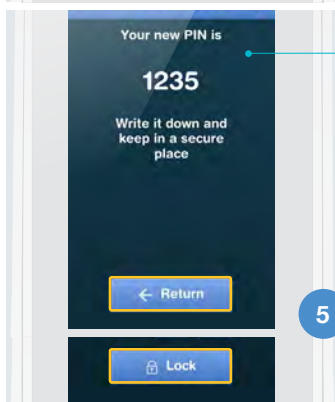 Your new PIN is
1235
Write it down and
keep in a secure
place
← Return
5
Lock